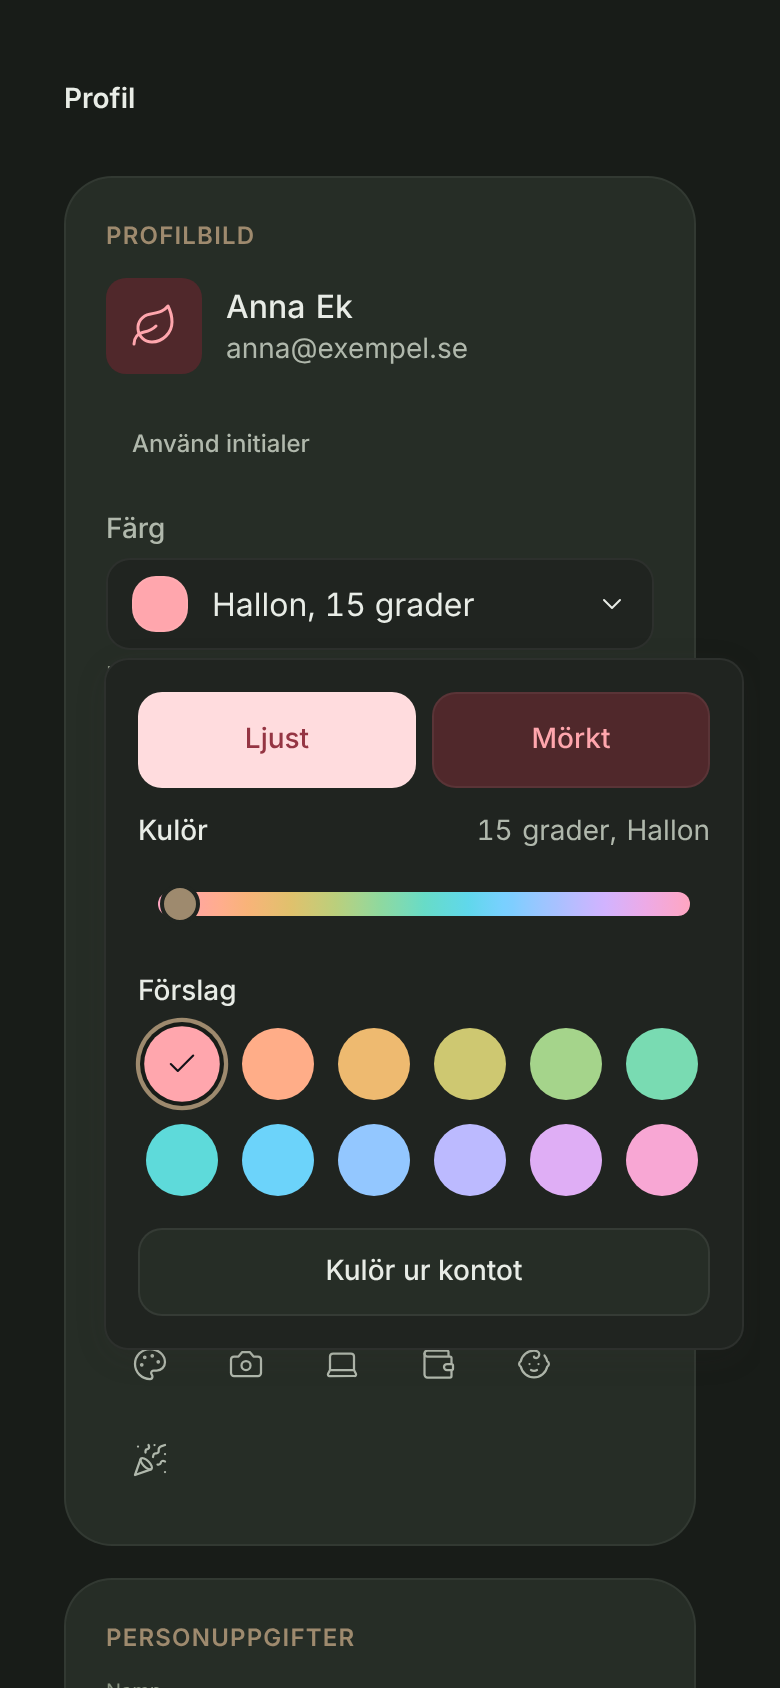 Profil
PROFILBILD
Anna Ek
anna@exempel.se
Använd initialer
Färg
Hallon, 15 grader
Ljust
Mörkt
Kulör
15 grader, Hallon
Förslag
Kulör ur kontot
PERSONUPPGIFTER